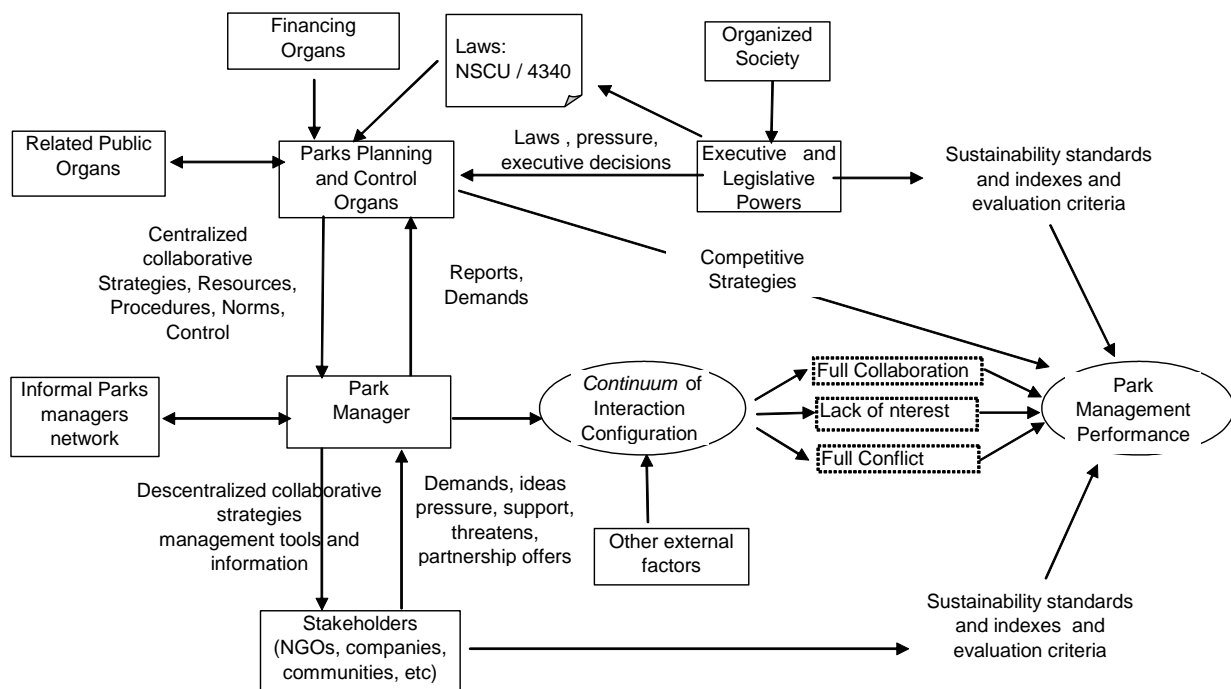 Financing
Organs
Laws:
NSCU / 4340
Organized
Society
Related Public
Organs
Parks Planning
and Control
Organs
Laws , pressure,
executive decisions
Executive and
Legislative
Powers
Sustainability standards
and indexes and
evaluation criteria
Centralized
collaborative
Strategies, Resources,
Procedures, Norms,
Control
Reports,
Demands
Competitive
Strategies
Informal Parks
managers
network
Park
Manager
Continuum of
Interaction
Configuration
Full Collaboration
Lack of nterest
Full Conflict
Park
Management
Performance
Descentralized collaborative
strategies
management tools and
information
Demands, ideas
pressure, support,
threatens,
partnership offers
Other external
factors
Stakeholders
(NGOs, companies,
communities, etc)
Sustainability standards
and indexes and
evaluation criteria